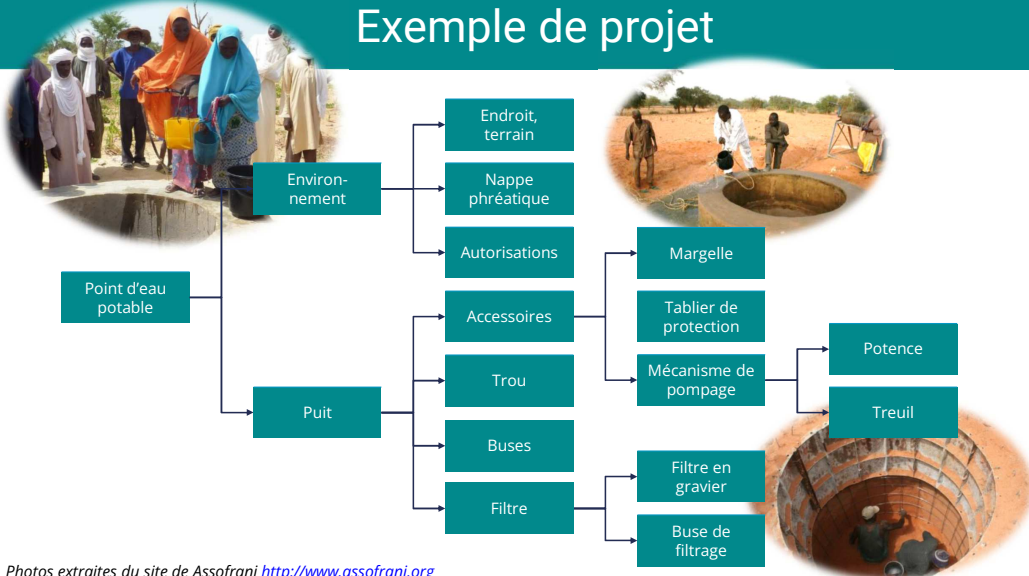 Exemple de projet
Point d'eau
potable
Environ-
nement
Endroit,
terrain
Nappe
phréatique
Autorisations
Puit
Accessoires
Margelle
Tablier de
protection
Mécanisme de
pompage
Potence
Treuil
Trou
Buses
Filtre
Filtre en
gravier
Buse de
filtrage
Photos extraites du site de Assofrani http://www.assofrani.org